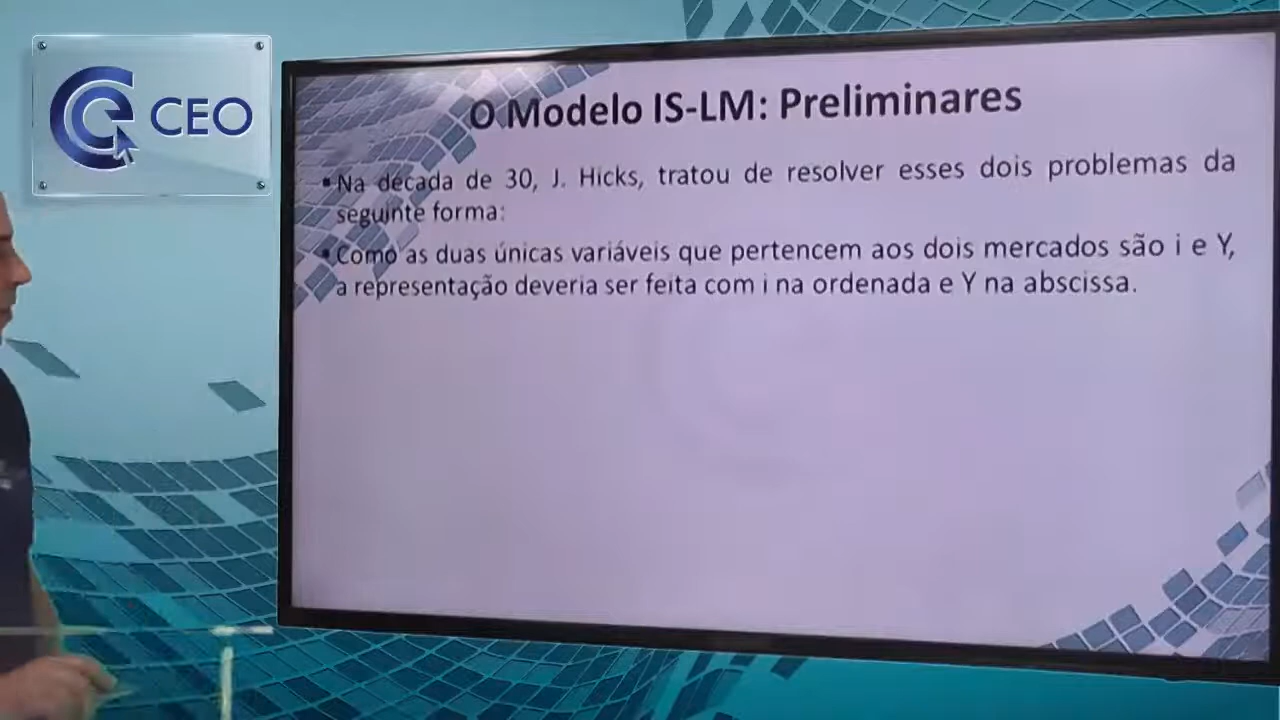 CEO
O Modelo IS-LM: Preliminares
▪ Na década de 30, J. Hicks, tratou de resolver esses dois problemas da
seguinte forma:
▪ Como as duas únicas variáveis que pertencem aos dois mercados são i e Y,
a representação deveria ser feita com i na ordenada e Y na abscissa.